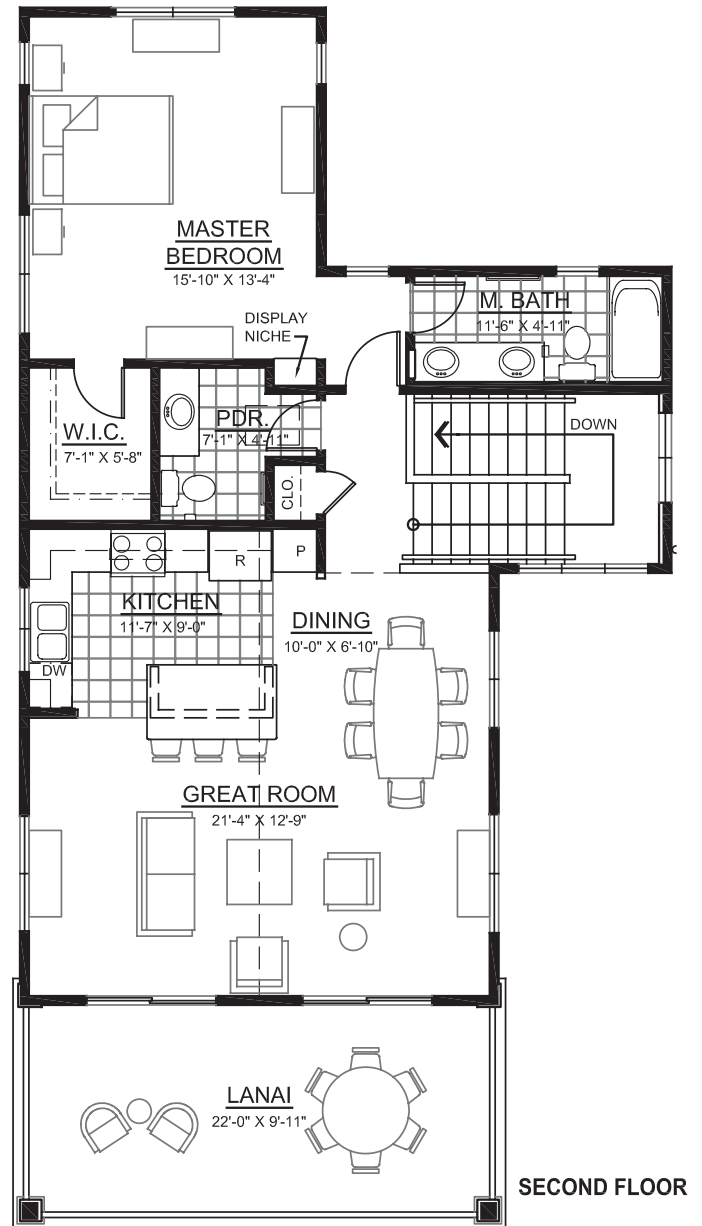 MASTER
BEDROOM
15'-10" X 13'-4"
DISPLAY
NICHE
M. BATH
11'-6" X 4'-11"
W.I.C.
7'-1" X 5'-8"
PDR.
7'-1" X 4'-11"
CLO.
DOWN
R
P
KITCHEN
11'-7" X 9'-0"
DW
DINING
10'-0" X 6'-10"
GREAT ROOM
21'-4" X 12'-9"
LANAI
22'-0" X 9'-11"
SECOND FLOOR